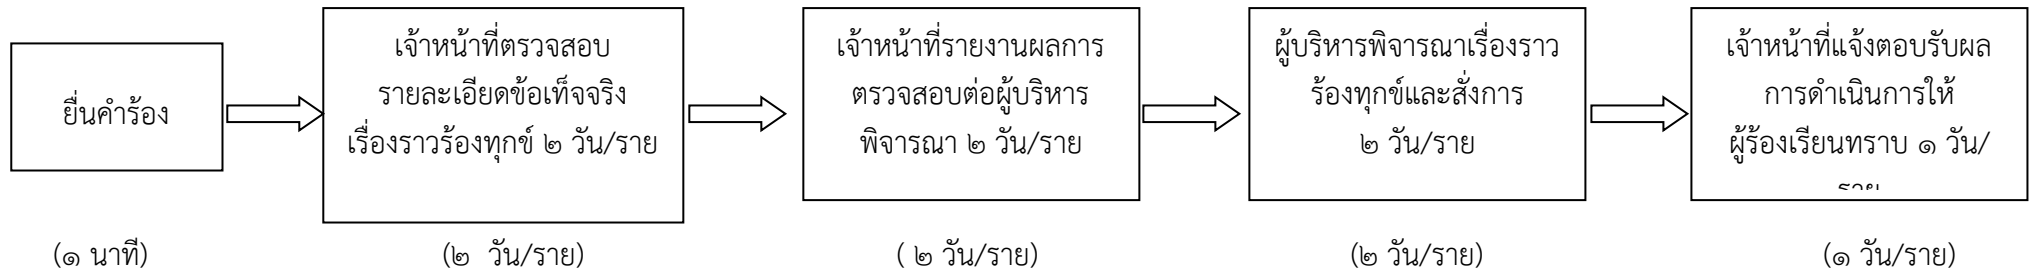 ยื่นคำร้อง
เจ้าหน้าที่ตรวจสอบ
รายละเอียดข้อเท็จจริง
เรื่องราวร้องทุกข์ ๒ วัน/ราย
เจ้าหน้าที่รายงานผลการ
ตรวจสอบต่อผู้บริหาร
พิจารณา ๒ วัน/ราย
ผู้บริหารพิจารณาเรื่องราว
ร้องทุกข์และสั่งการ
๒ วัน/ราย
เจ้าหน้าที่แจ้งตอบรับผล
การดำเนินการให้
ผู้ร้องเรียนทราบ ๑ วัน/
(๑ นาที)
(๒ วัน/ราย)
( ๒ วัน/ราย)
(๒ วัน/ราย)
(๑ วัน/ราย)